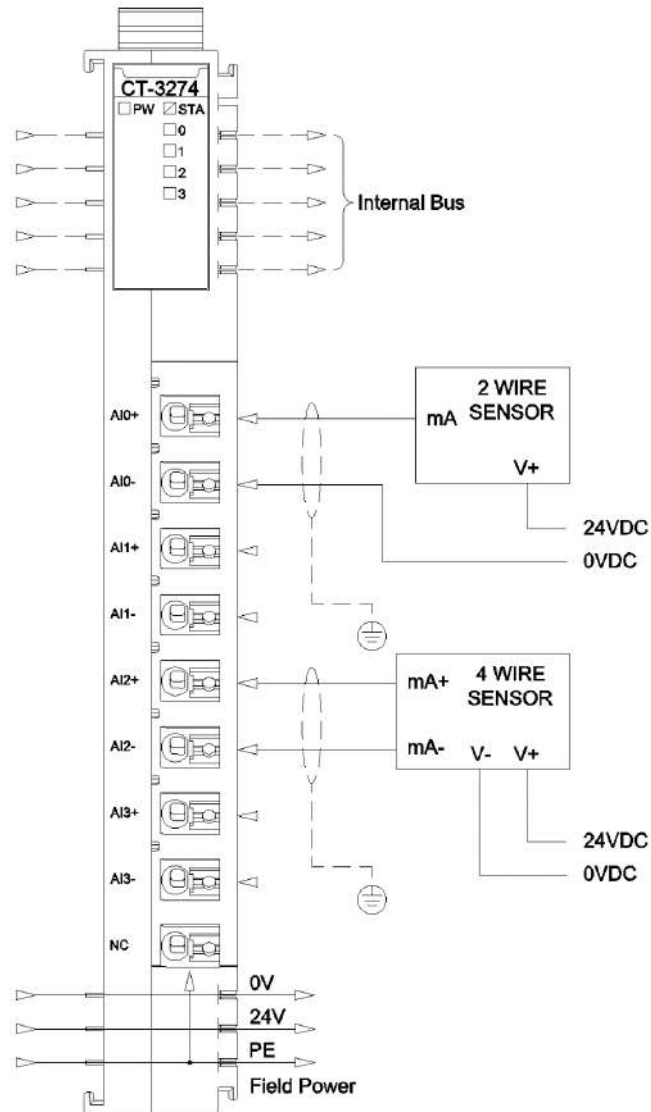 CT-3274
PW STA
0
1
2
3
Internal Bus
AI0+
AI0-
AI1+
AI1-
AI2+
AI2-
AI3+
AI3-
NC
2 WIRE
SENSOR
mA
V+
24VDC
0VDC
4 WIRE
SENSOR
mA+
mA-
V- V+
24VDC
0VDC
0V
24V
PE
Field Power